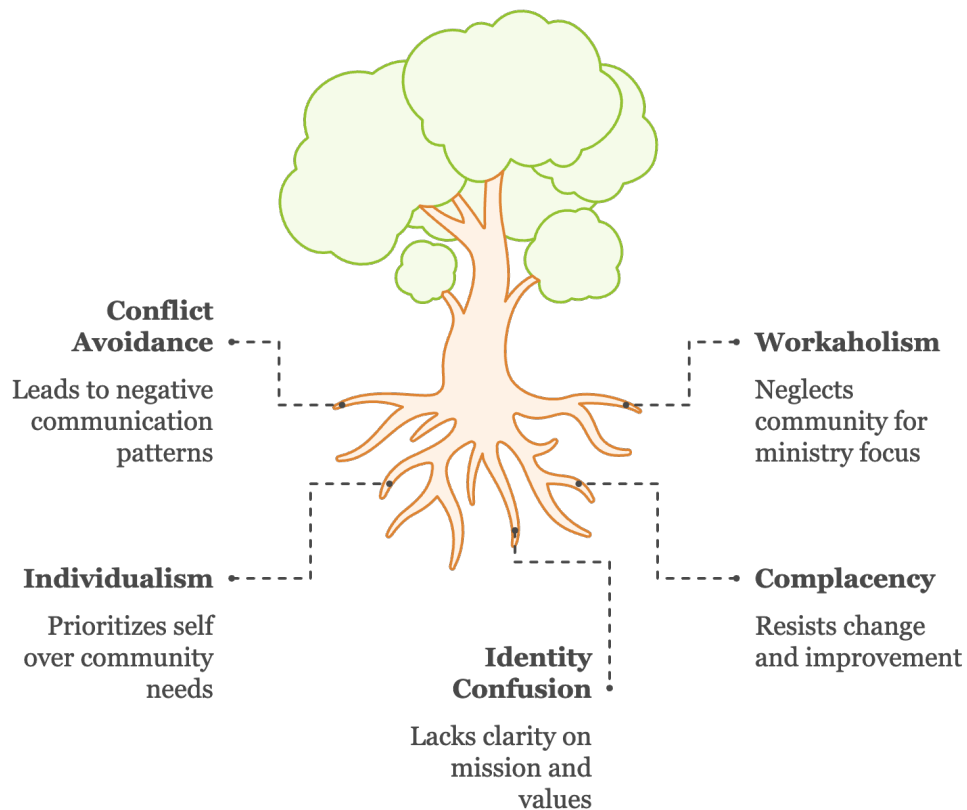 Conflict
Avoidance
Leads to negative
communication
patterns
Workaholism
Neglects
community for
ministry focus
Individualism
Prioritizes self
over community
needs
Identity
Confusion
Lacks clarity on
mission and
values
Complacency
Resists change
and improvement